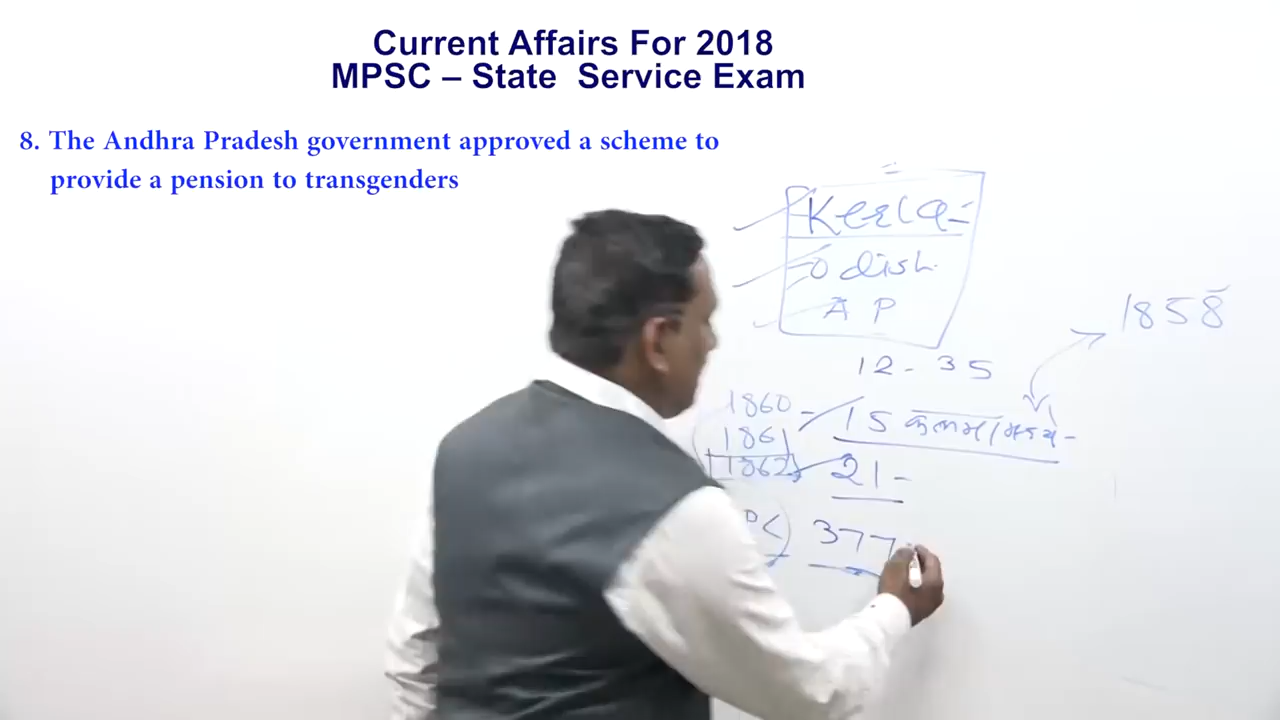 Current Affairs For 2018
MPSC – State Service Exam
8. The Andhra Pradesh government approved a scheme to
provide a pension to transgenders
Kerla
Odish
A P
1858
12 - 35
1860 - 15 कलम
1861
1862 21 -
377